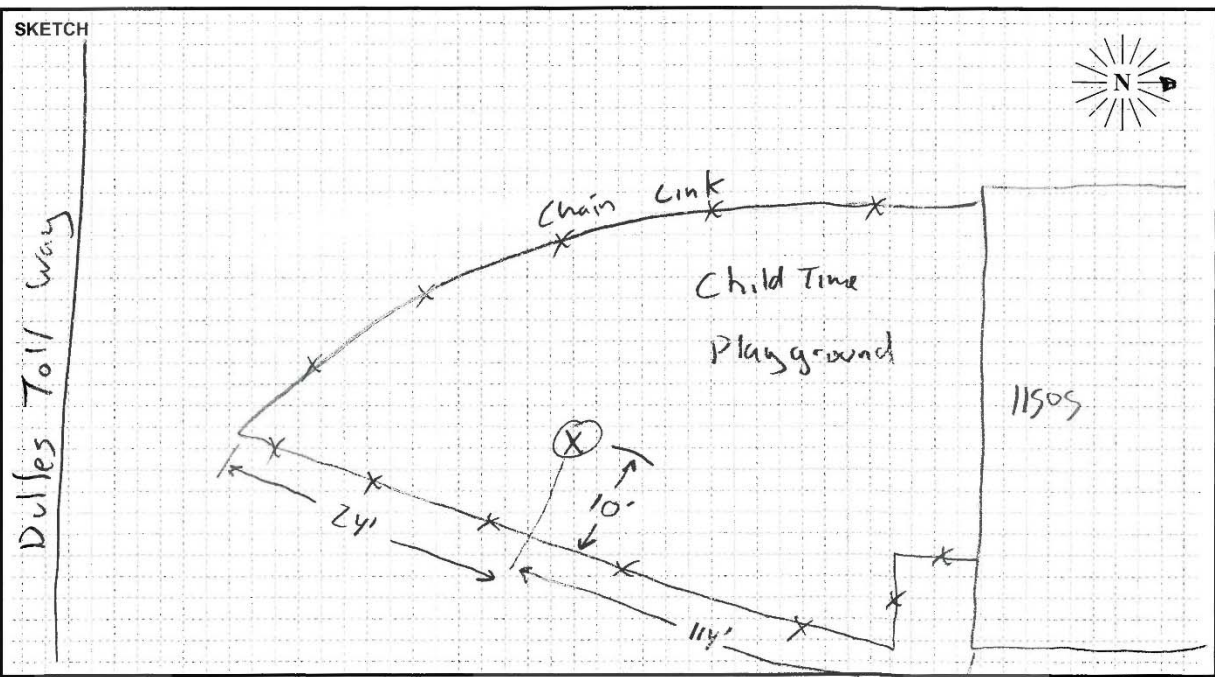 SKETCH
N
Chain Link
Child Time
Playground
11505
Dulles Toll way
10'
24'
114'